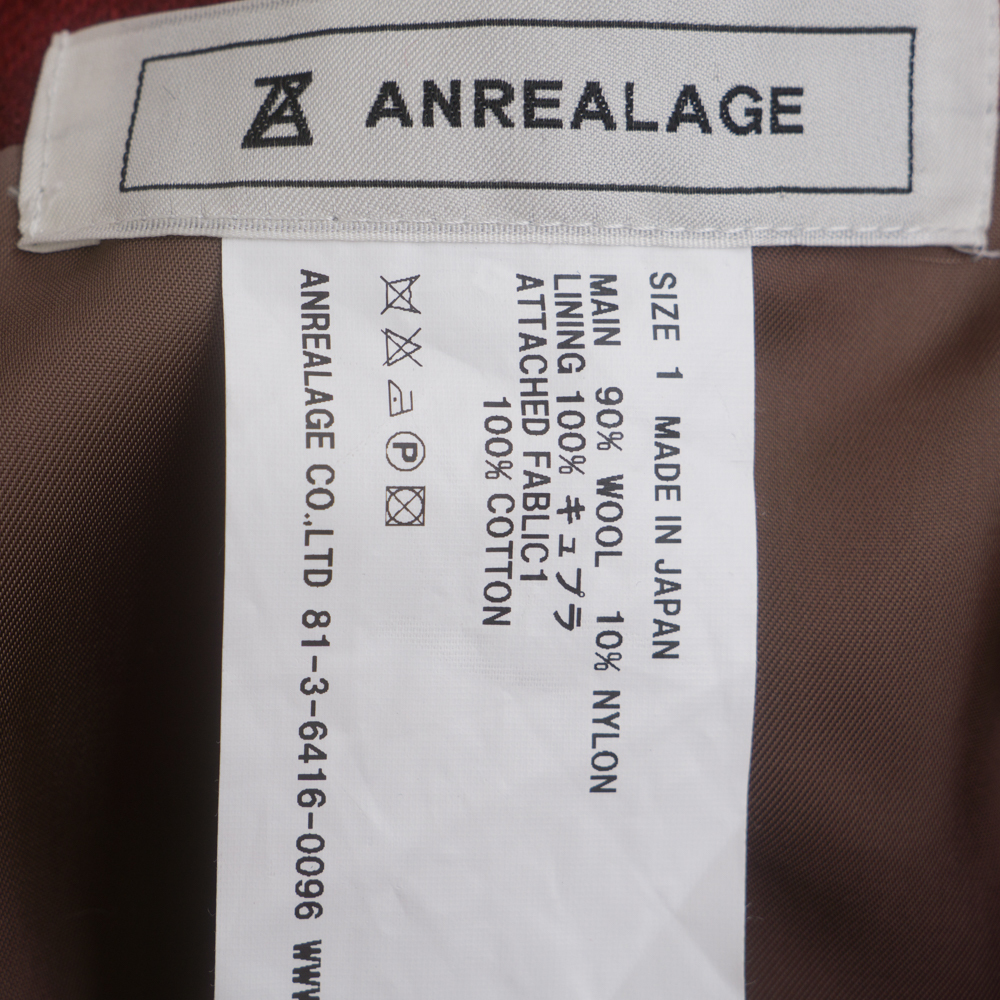 ANREALAGE
SIZE 1 MADE IN JAPAN
MAIN 90% WOOL 10% NYLON
LINING 100% キュプラ
ATTACHED FABLIC1
100% COTTON
P
ANREALAGE CO.,LTD 81-3-6416-0096 WWW